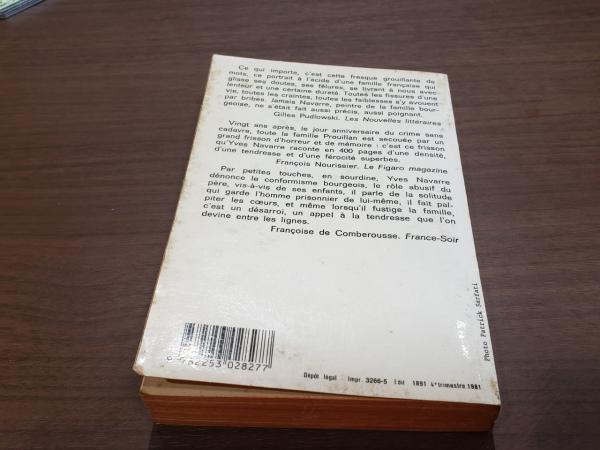 Ce qui importe, c'est cette fresque grouillante de
mots, ce portrait à l'acide d'une famille française qui
glisse ses doutes, ses fêlures, se livrant à nous avec
lenteur et une certaine dureté. Toutes les fissures d'une
vie, toutes les craintes, toutes les faiblesses s'y avouent
par bribes. Jamais Navarre, peintre de la famille bour-
geoise, ne s'était fait aussi précis, aussi poignant.
Gilles Pudlowski. Les Nouvelles littéraires
Vingt ans après, le jour anniversaire du crime sans
cadavre, toute la famille Prouillan est secouée par un
grand frisson d'horreur et de mémoire : c'est ce frisson
qu'Yves Navarre raconte en 400 pages d'une densité,
d'une tendresse et d'une férocité superbes.
François Nourissier. Le Figaro magazine
Par petites touches, en sourdine, Yves Navarre
dénonce le conformisme bourgeois, le rôle abusif du
père, vis-à-vis de ses enfants, il parle de la solitude
qui garde l'homme prisonnier de lui-même, il fait pal-
piter les cœurs, et même lorsqu'il fustige la famille,
c'est un désarroi, un appel à la tendresse que l'on
devine entre les lignes.
Françoise de Comberousse. France-Soir
Photo Patrick Sarfati
9 782253 028277
Dépôt légal Impr. 3266-5 Edit 1891 4e trimestre 1981